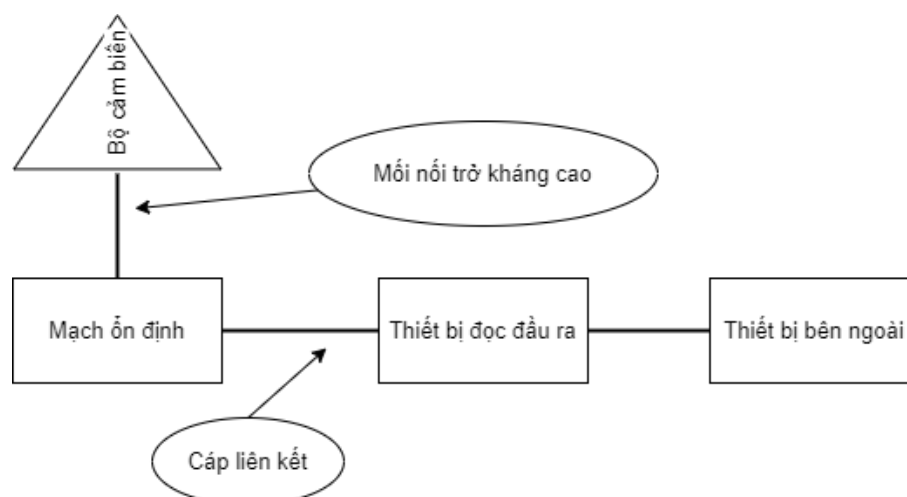 Bộ cảm biến
Mối nối trở kháng cao
Mạch ổn định
Thiết bị đọc đầu ra
Thiết bị bên ngoài
Cáp liên kết